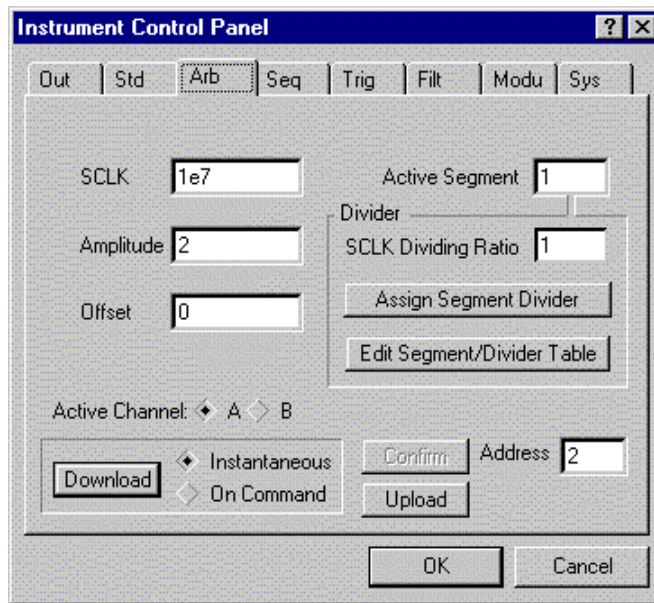 Instrument Control Panel
Out Std Arb Seq Trig Filt Modu Sys
SCLK 1e7
Active Segment 1
Divider
Amplitude 2
SCLK Dividing Ratio 1
Offset 0
Assign Segment Divider
Edit Segment/Divider Table
Active Channel: A B
Download
Instantaneous
On Command
Confirm
Upload
Address 2
OK Cancel